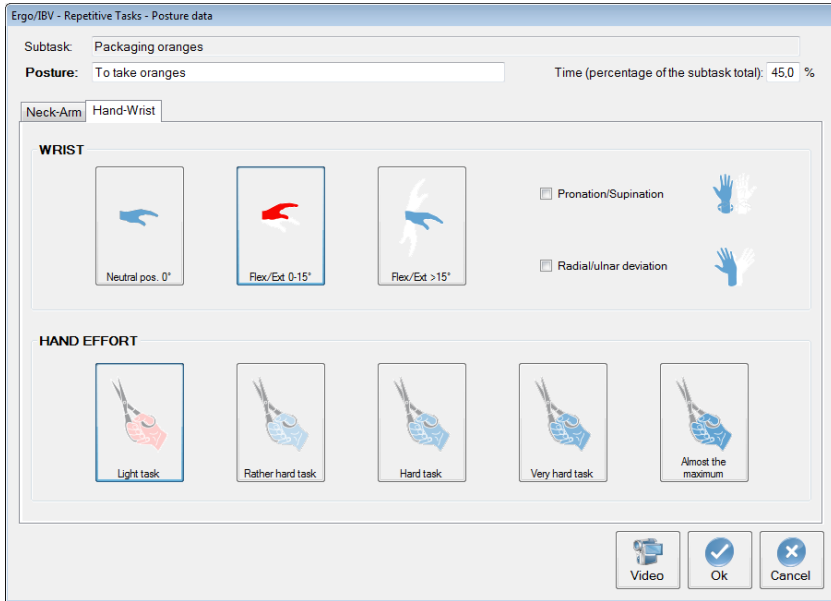 Ergo/IBV - Repetitive Tasks - Posture data
Subtask: Packaging oranges
Posture: To take oranges Time (percentage of the subtask total): 45,0 %
Neck-Arm Hand-Wrist
WRIST
Neutral pos. 0° Flex/Ext 0-15° Flex/Ext >15°
Pronation/Supination
Radial/ulnar deviation
HAND EFFORT
Light task Rather hard task Hard task Very hard task Almost the
maximum
Video Ok Cancel